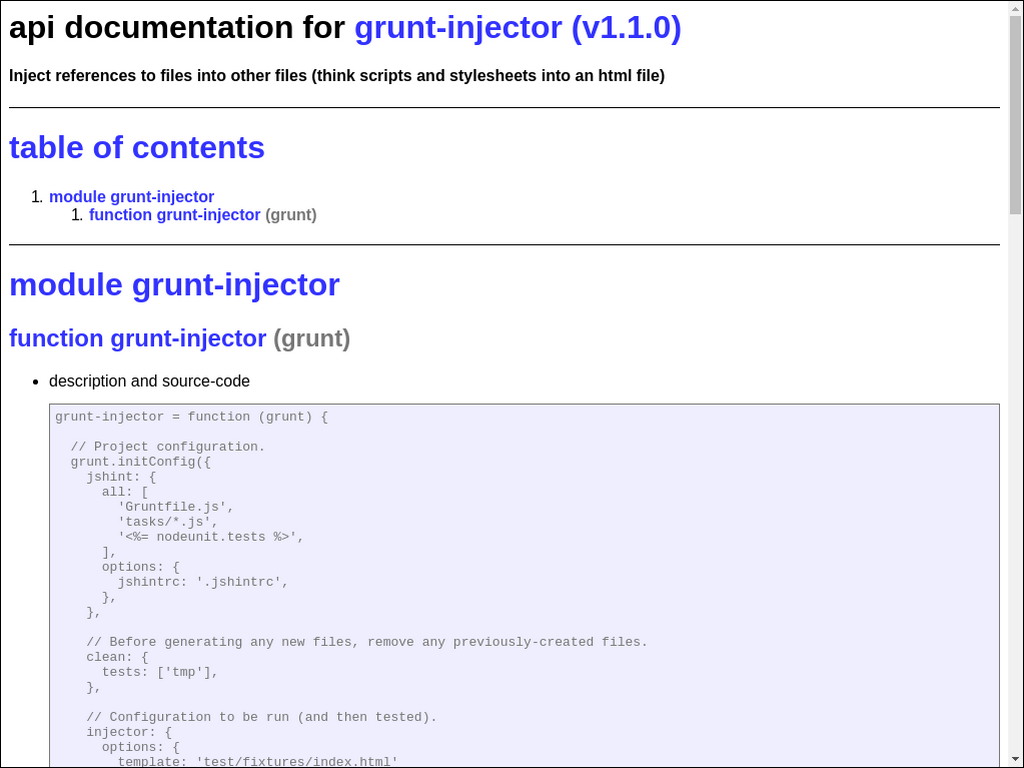 api documentation for grunt-injector (v1.1.0)
Inject references to files into other files (think scripts and stylesheets into an html file)
table of contents
1. module grunt-injector
1. function grunt-injector (grunt)
module grunt-injector
function grunt-injector (grunt)
• description and source-code
grunt-injector = function (grunt) {
  // Project configuration.
  grunt.initConfig({
    jshint: {
      all: [
        'Gruntfile.js',
        'tasks/*.js',
        '<%= nodeunit.tests %>',
      ],
      options: {
        jshintrc: '.jshintrc',
      },
    },
    // Before generating any new files, remove any previously-created files.
    clean: {
      tests: ['tmp'],
    },
    // Configuration to be run (and then tested).
    injector: {
      options: {
        template: 'test/fixtures/index.html'